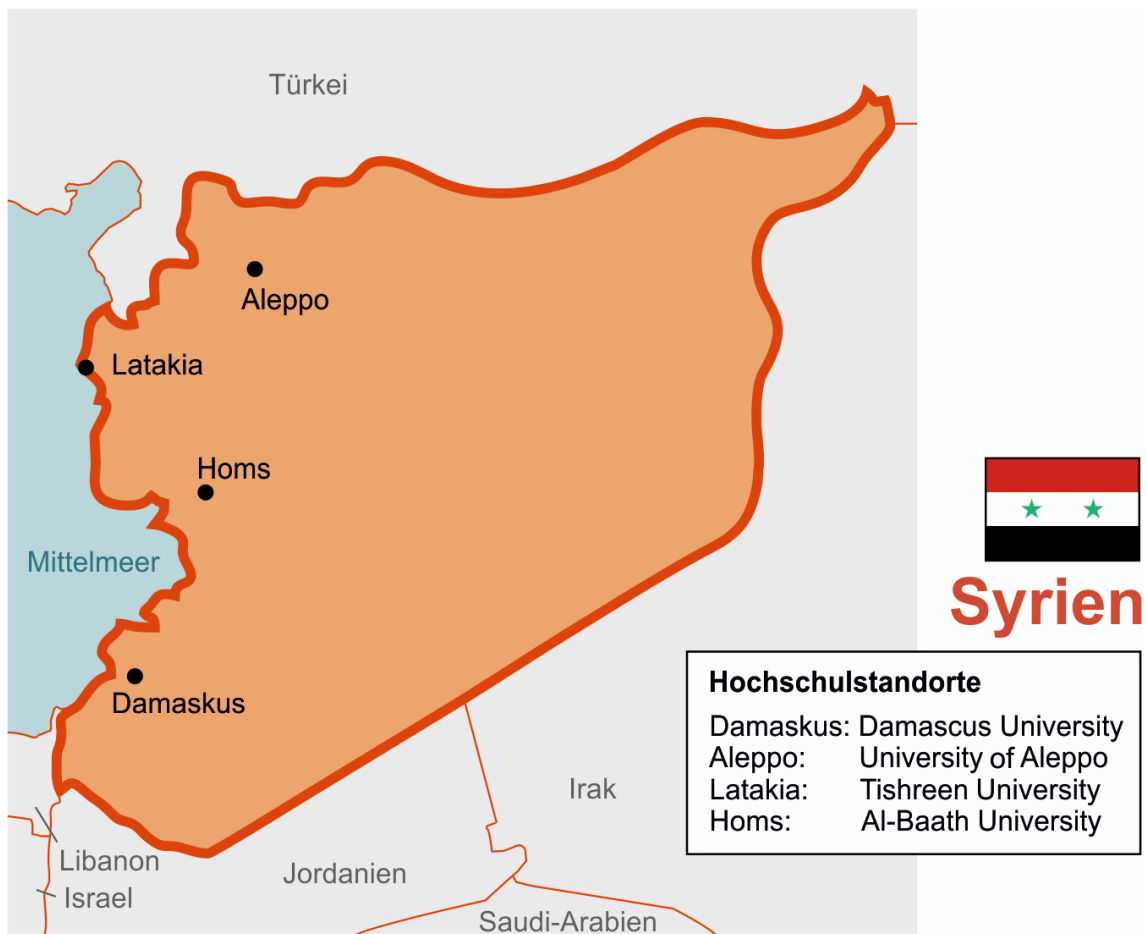 Türkei
Aleppo
Latakia
Homs
Mittelmeer
Damaskus
Irak
Libanon
Israel
Jordanien
Saudi-Arabien
Syrien
Hochschulstandorte
Damaskus: Damascus University
Aleppo: University of Aleppo
Latakia: Tishreen University
Homs: Al-Baath University